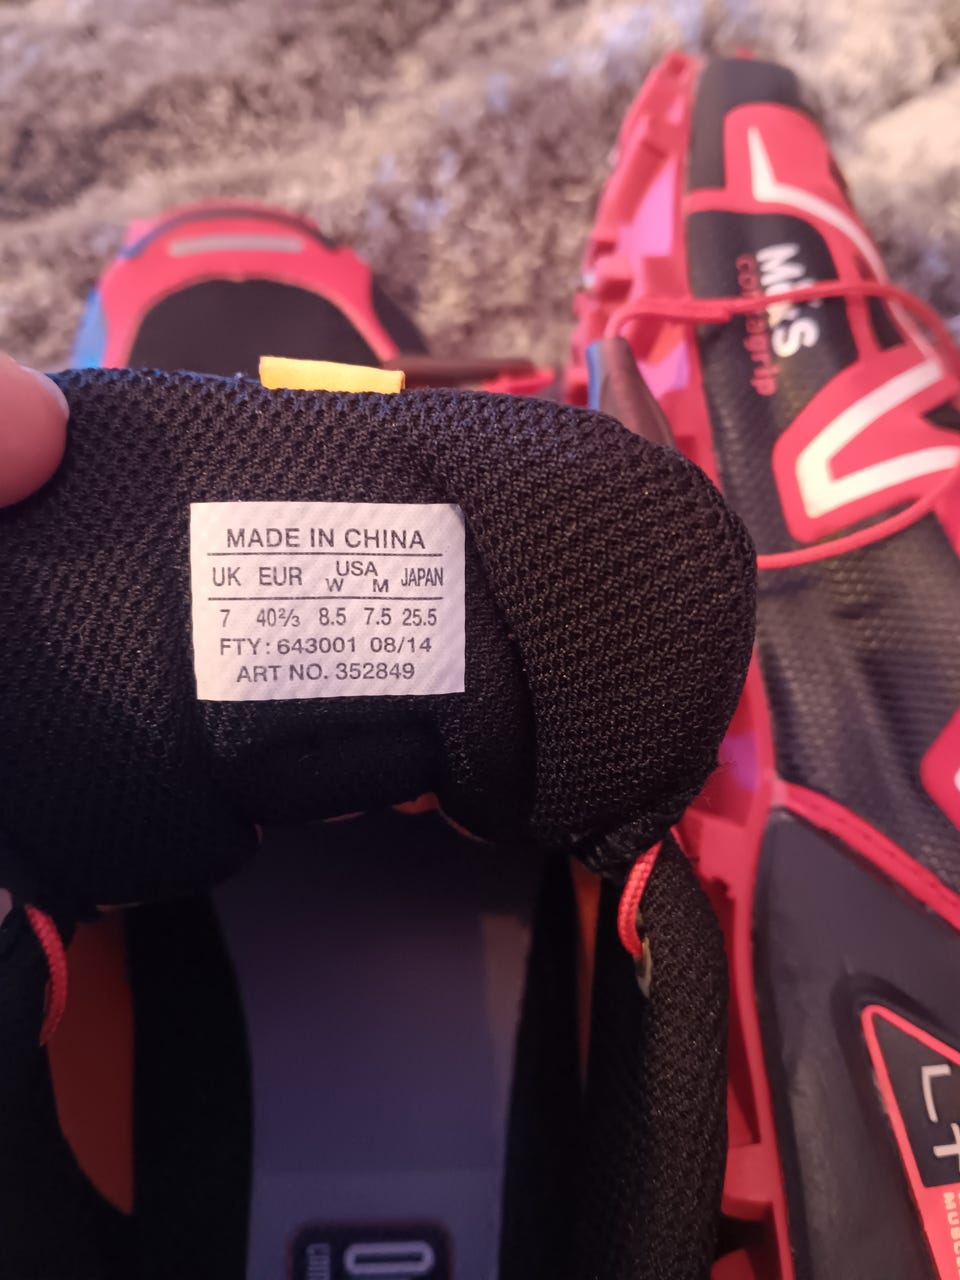 MADE IN CHINA
UK EUR USA W M JAPAN
7 40⅔ 8.5 7.5 25.5
FTY: 643001 08/14
ART NO. 352849
contagrip
L+